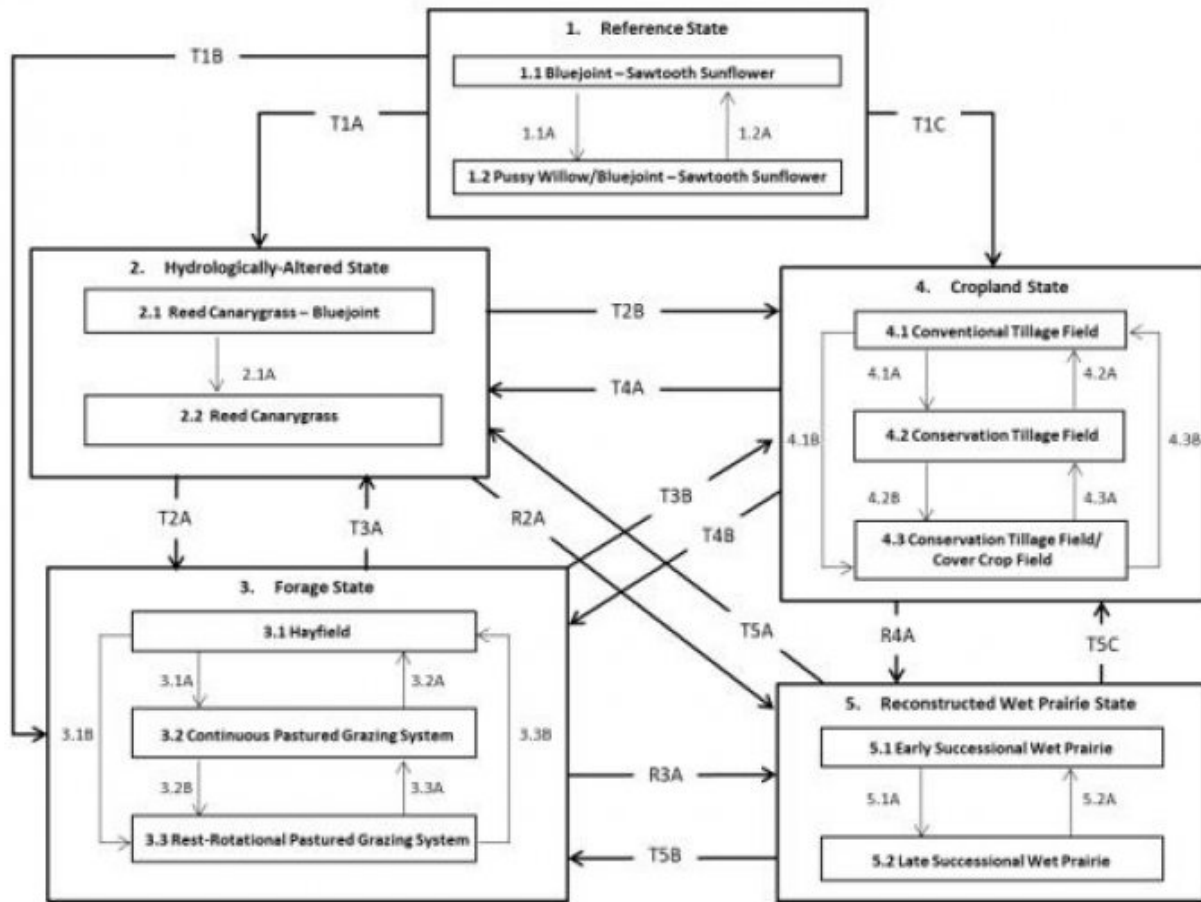 1. Reference State
T1B
1.1 Bluejoint – Sawtooth Sunflower
T1A
1.1A
1.2A
T1C
1.2 Pussy Willow/Bluejoint – Sawtooth Sunflower
2. Hydrologically-Altered State
2.1 Reed Canarygrass – Bluejoint
2.1A
2.2 Reed Canarygrass
T2B
T4A
4. Cropland State
4.1 Conventional Tillage Field
4.1A
4.2A
4.2 Conservation Tillage Field
4.1B
4.3B
4.2B
4.3A
4.3 Conservation Tillage Field/
Cover Crop Field
T2A
T3A
R2A
T3B
T4B
3. Forage State
3.1 Hayfield
3.1A
3.2A
3.2 Continuous Pastured Grazing System
3.1B
3.3B
3.2B
3.3A
3.3 Rest-Rotational Pastured Grazing System
T5A
R4A
T5C
R3A
T5B
5. Reconstructed Wet Prairie State
5.1 Early Successional Wet Prairie
5.1A
5.2A
5.2 Late Successional Wet Prairie